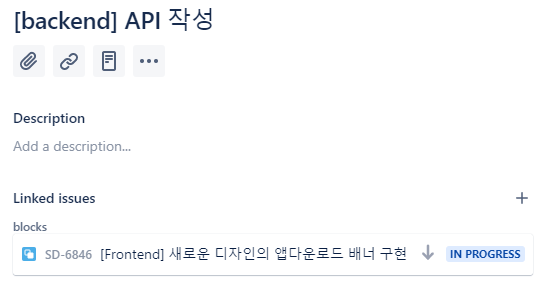 [backend] API 작성
Description
Add a description...
Linked issues
blocks
SD-6846 [Frontend] 새로운 디자인의 앱다운로드 배너 구현 IN PROGRESS